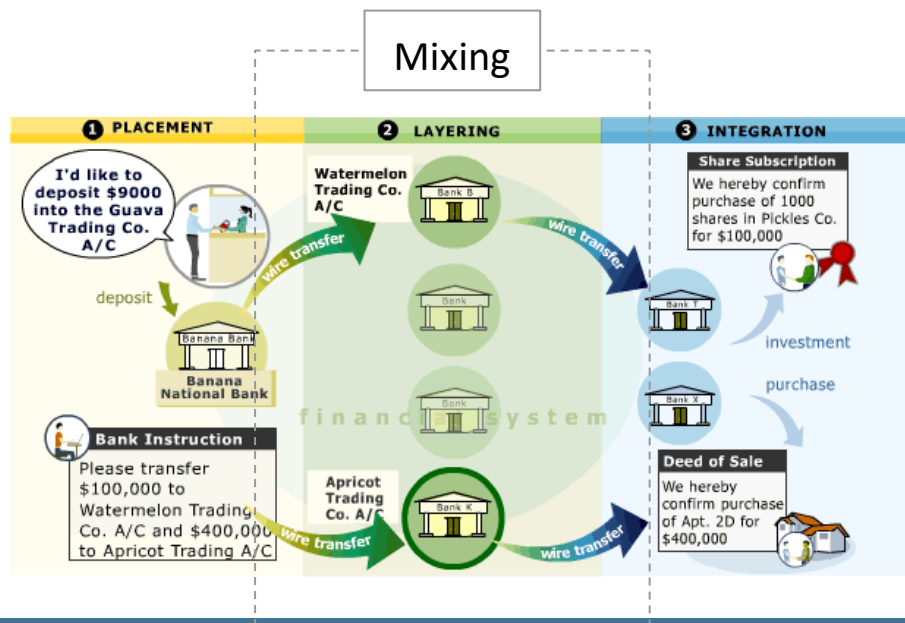 Mixing
1 PLACEMENT
2 LAYERING
3 INTEGRATION
I'd like to
deposit $9000
into the Guava
Trading Co.
A/C
deposit
Banana Bank
Banana
National Bank
Bank Instruction
Please transfer
$100,000 to
Watermelon Trading
Co. A/C and $400,000
to Apricot Trading A/C
wire transfer
wire transfer
Watermelon
Trading Co.
A/C
Bank B
Bank
Bank
financial system
Apricot
Trading
Co. A/C
Bank K
wire transfer
wire transfer
Share Subscription
We hereby confirm
purchase of 1000
shares in Pickles Co.
for $100,000
Bank T
investment
Bank X
purchase
Deed of Sale
We hereby
confirm purchase
of Apt. 2D for
$400,000